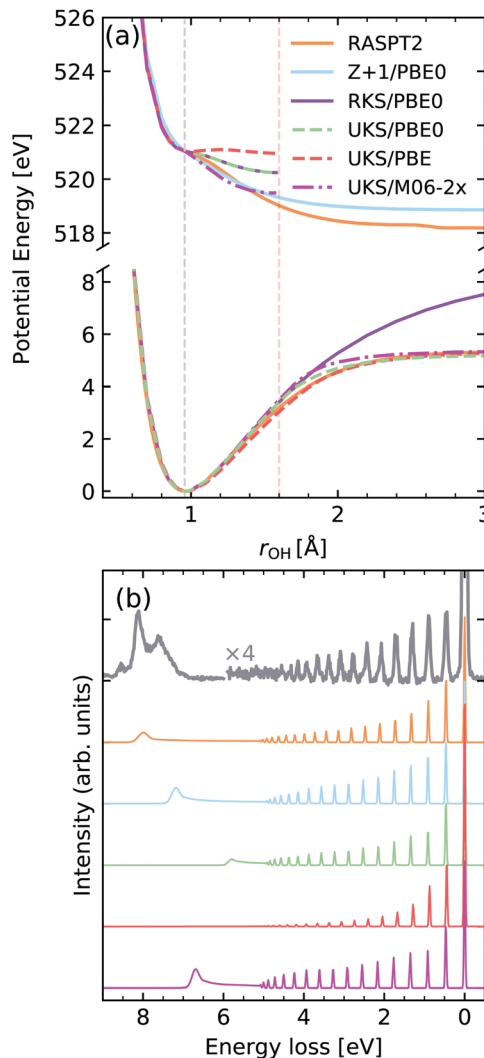 (a)
526
524
522
520
518
8
6
4
2
0
Potential Energy [eV]
RASPT2
Z+1/PBE0
RKS/PBE0
UKS/PBE0
UKS/PBE
UKS/M06-2x
1 2 3
rOH [Å]
(b)
×4
Intensity (arb. units)
8 6 4 2 0
Energy loss [eV]